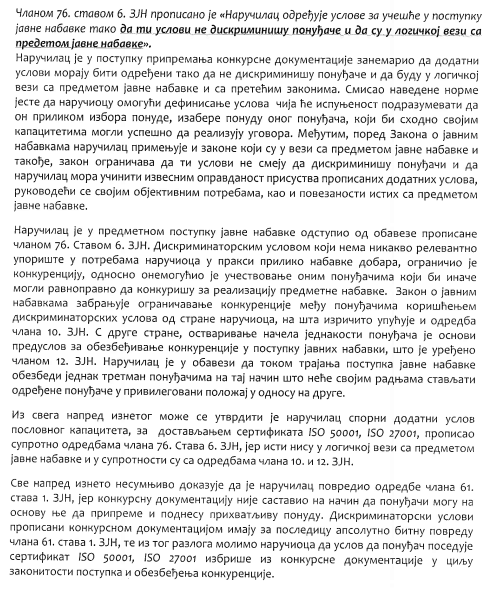 Чланом 76. ставом 6. ЗЈН прописано је «Наручилац одређује услове за учешће у поступку
јавне набавке тако да ти услови не дискриминишу понуђаче и да су у логичкој вези са
предетом јавне набавке».
Наручилац је у поступку припремања конкурсне документације занемарио да додатни
услови морају бити одређени тако да не дискриминишу понуђаче и да буду у логичкој
вези са предметом јавне набавке и са претећим законима. Смисао наведене норме
јесте да наручиоцу омогући дефинисање услова чија ће испуњеност подразумевати да
он приликом избора понуде, изабере понуду оног понуђача, који би сходно својим
капацитетима могли успешно да реализују уговора. Међутим, поред Закона о јавним
набавкама наручилац примењује и законе који су у вези са предметом јавне набавке и
такође, закон ограничава да ти услови не смеју да дискриминишу понуђачи и да
наручилац мора учинити извесним оправданост присуства прописаних додатних услова,
руководећи се својим објективним потребама, као и повезаности истих са предметом
јавне набавке.
Наручилац је у предметном поступку јавне набавке одступио од обавезе прописане
чланом 76. Ставом 6. ЗЈН. Дискриминаторским условом који нема никакво релевантно
упориште у потребама наручиоца у пракси прилико набавке добара, ограничио је
конкуренцију, односно онемогућио је учествовање оним понуђачима који би иначе
могли равноправно да конкуришу за реализацију предметне набавке. Закон о јавним
набавкама забрањује ограничавање конкуренције међу понуђачима коришћењем
дискриминаторских услова од стране наручиоца, на шта изричито упућује и одредба
члана 10. ЗЈН. С друге стране, остваривање начела једнакости понуђача је основи
предуслов за обезбеђивање конкуренције у поступку јавних набавки, што је уређено
чланом 12. ЗЈН. Наручилац је у обавези да током трајања поступка јавне набавке
обезбеди једнак третман понуђачима на тај начин што неће својим радњама стављати
одређене понуђаче у привилеговани положај у односу на друге.
Из свега напред изнетог може се утврдити је наручилац спорни додатни услов
пословног капацитета, за достављањем сертификата ISO 50001, ISO 27001, прописао
супротно одредбама члана 76. Става 6. ЗЈН, јер исти нису у логичкој вези са предметом
јавне набавке и у супротности су са одредбама члана 10. и 12. ЗЈН.
Све напред изнето несумњиво доказује да је наручилац повредио одредбе члана 61.
става 1. ЗЈН, јер конкурсну документацију није саставио на начин да понуђачи могу на
основу ње да припреме и поднесу прихватљиву понуду. Дискриминаторски услови
прописани конкурсном документацијом имају за последицу апсолутно битну повреду
члана 61. става 1. ЗЈН, те из тог разлога молимо наручиоца да услов да понуђач поседује
сертификат ISO 50001, ISO 27001 избрише из конкурсне документације у циљу
законитости поступка и обезбеђења конкуренције.